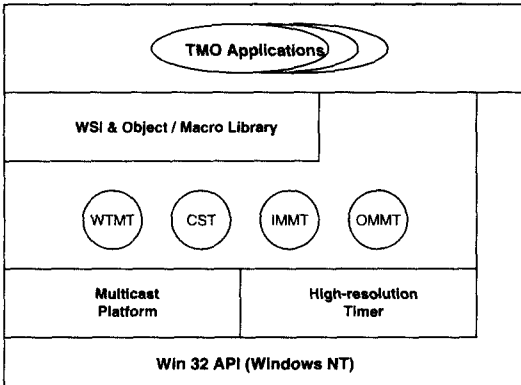 TMO Applications
WSI & Object / Macro Library
WTMT CST IMMT OMMT
Multicast
Platform
High-resolution
Timer
Win 32 API (Windows NT)